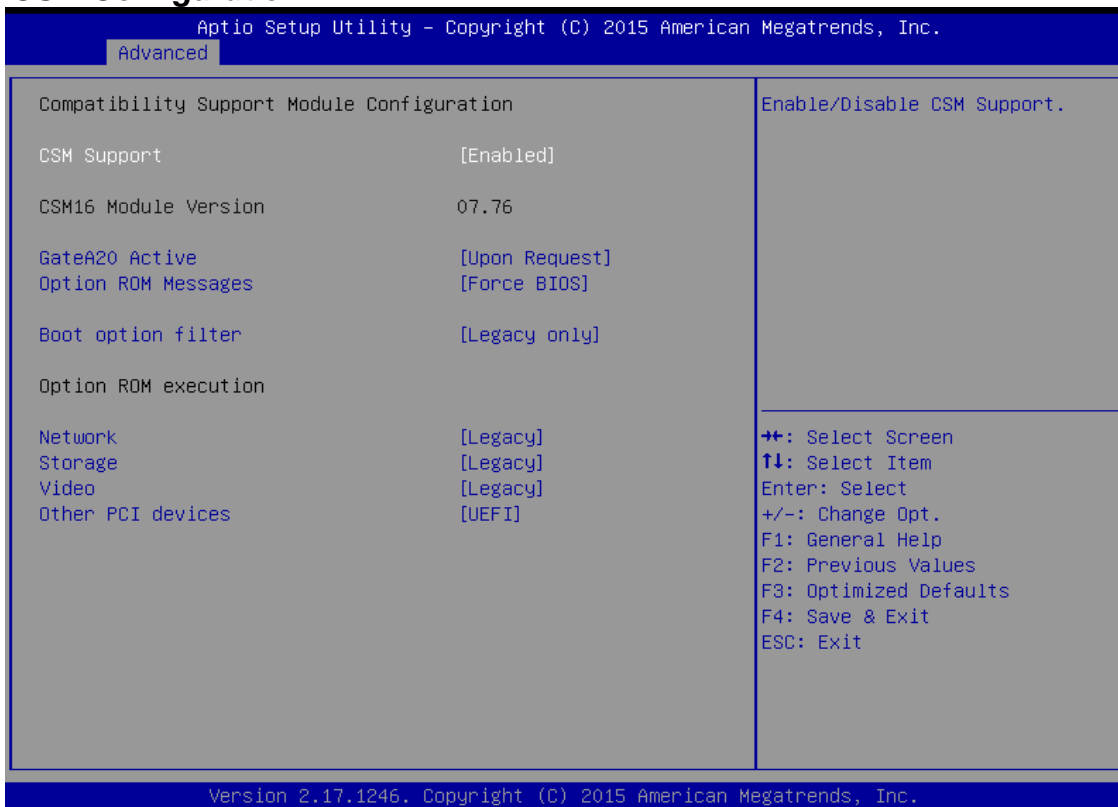 Aptio Setup Utility – Copyright (C) 2015 American Megatrends, Inc.
Advanced
Compatibility Support Module Configuration
CSM Support [Enabled]
CSM16 Module Version 07.76
GateA20 Active [Upon Request]
Option ROM Messages [Force BIOS]
Boot option filter [Legacy only]
Option ROM execution
Network [Legacy]
Storage [Legacy]
Video [Legacy]
Other PCI devices [UEFI]
Enable/Disable CSM Support.
→←: Select Screen
↑↓: Select Item
Enter: Select
+/-: Change Opt.
F1: General Help
F2: Previous Values
F3: Optimized Defaults
F4: Save & Exit
ESC: Exit
Version 2.17.1246. Copyright (C) 2015 American Megatrends, Inc.